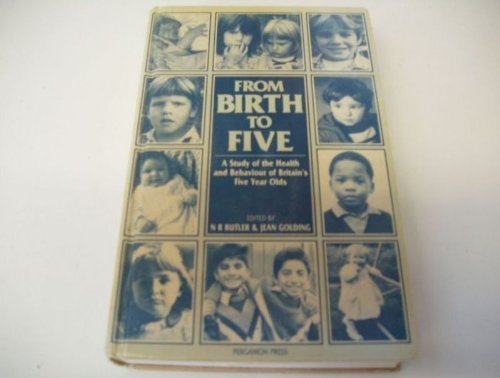 FROM
BIRTH
TO
FIVE
A Study of the Health
and Behaviour of Britain's
Five Year Olds
EDITED BY
N R BUTLER & JEAN GOLDING
PERGAMON PRESS